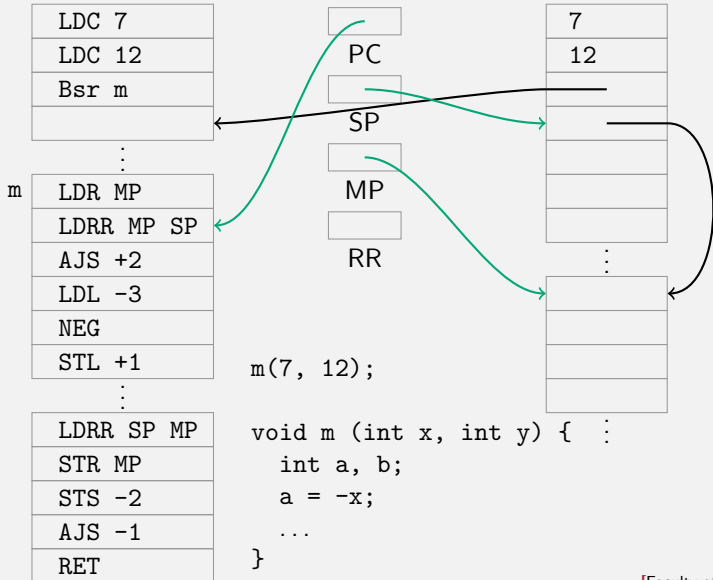 LDC 7
LDC 12
Bsr m
⋮
m
LDR MP
LDRR MP SP
AJS +2
LDL -3
NEG
STL +1
⋮
LDRR SP MP
STR MP
STS -2
AJS -1
RET
PC
SP
MP
RR
7
12
⋮
⋮
m(7, 12);
void m (int x, int y) {
int a, b;
a = -x;
...
}